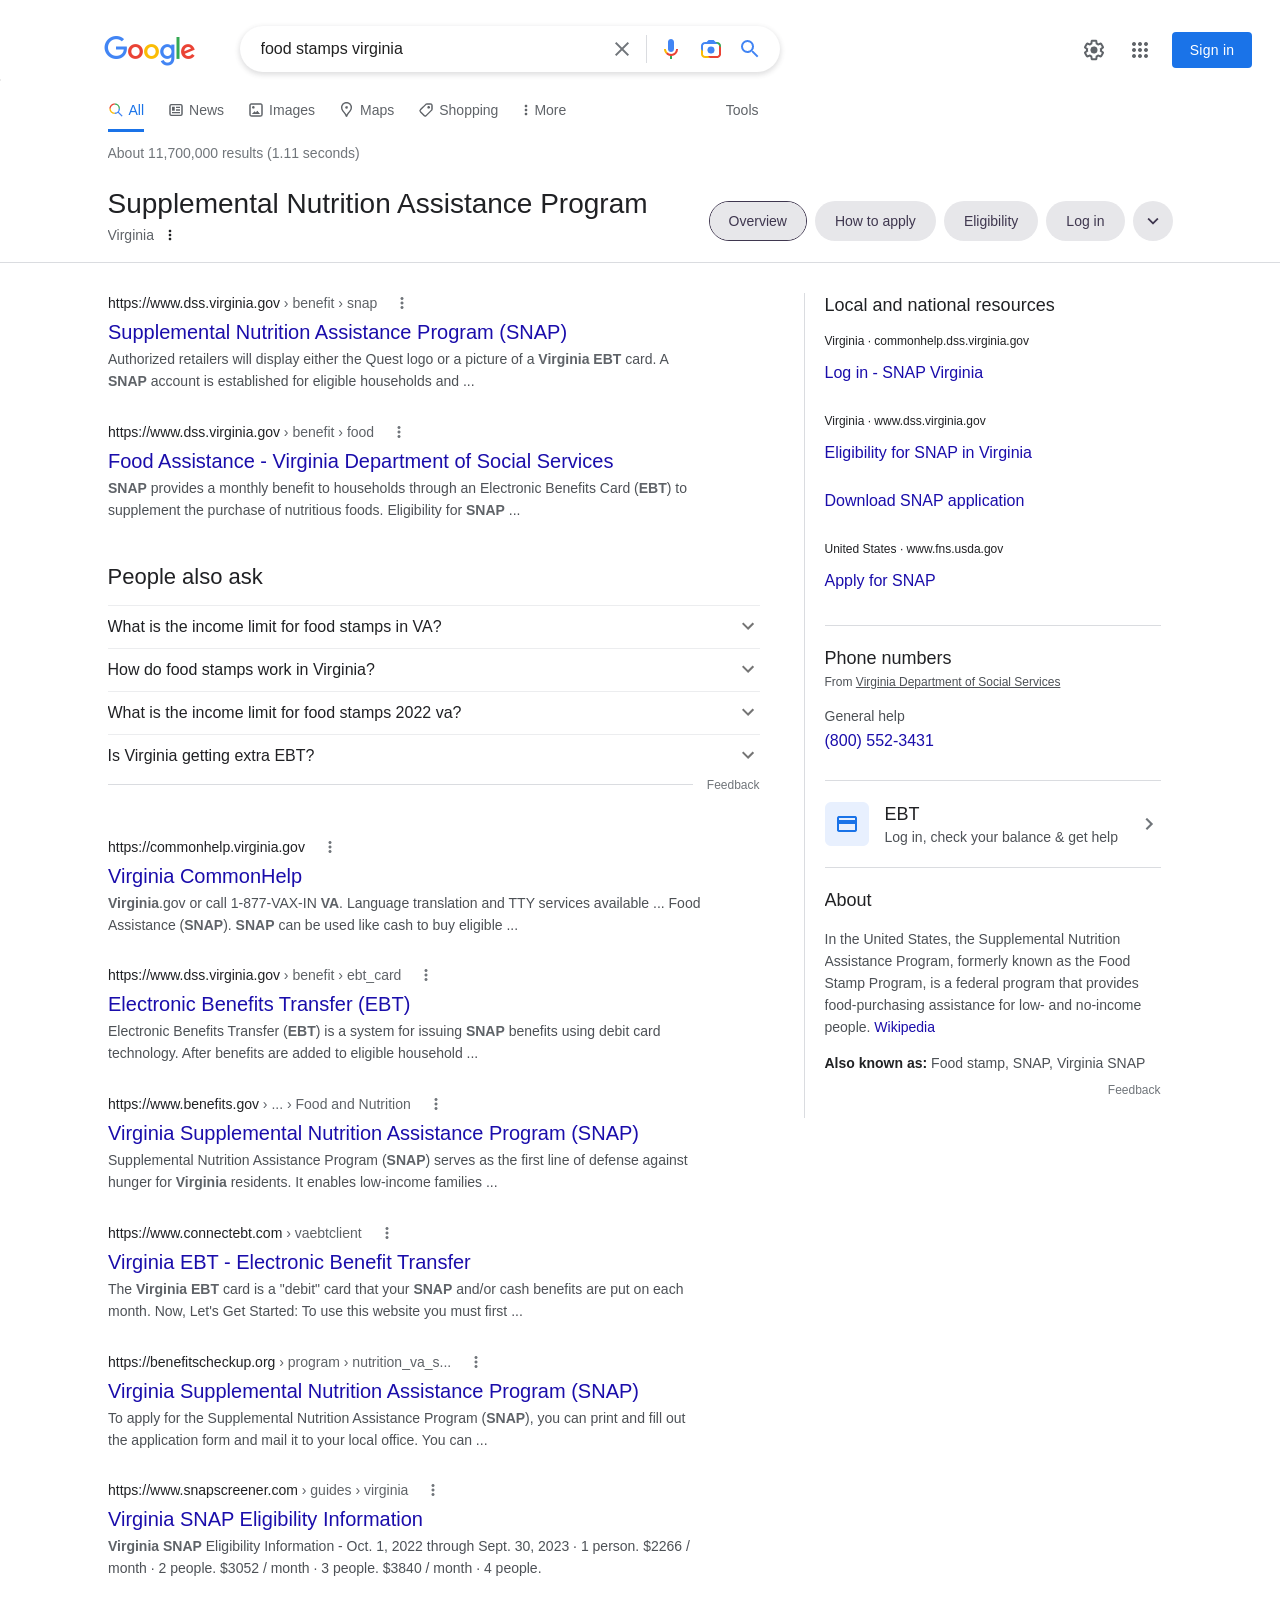 Google
food stamps virginia
Sign in
All
News
Images
Maps
Shopping
More
Tools
About 11,700,000 results (1.11 seconds)
Supplemental Nutrition Assistance Program
Virginia
Overview
How to apply
Eligibility
Log in
https://www.dss.virginia.gov › benefit › snap
Supplemental Nutrition Assistance Program (SNAP)
Authorized retailers will display either the Quest logo or a picture of a Virginia EBT card. A
SNAP account is established for eligible households and ...
https://www.dss.virginia.gov › benefit › food
Food Assistance - Virginia Department of Social Services
SNAP provides a monthly benefit to households through an Electronic Benefits Card (EBT) to
supplement the purchase of nutritious foods. Eligibility for SNAP ...
People also ask
What is the income limit for food stamps in VA?
How do food stamps work in Virginia?
What is the income limit for food stamps 2022 va?
Is Virginia getting extra EBT?
Feedback
https://commonhelp.virginia.gov
Virginia CommonHelp
Virginia.gov or call 1-877-VAX-IN VA. Language translation and TTY services available ... Food
Assistance (SNAP). SNAP can be used like cash to buy eligible ...
https://www.dss.virginia.gov › benefit › ebt_card
Electronic Benefits Transfer (EBT)
Electronic Benefits Transfer (EBT) is a system for issuing SNAP benefits using debit card
technology. After benefits are added to eligible household ...
https://www.benefits.gov › ... › Food and Nutrition
Virginia Supplemental Nutrition Assistance Program (SNAP)
Supplemental Nutrition Assistance Program (SNAP) serves as the first line of defense against
hunger for Virginia residents. It enables low-income families ...
https://www.connectebt.com › vaebtclient
Virginia EBT - Electronic Benefit Transfer
The Virginia EBT card is a "debit" card that your SNAP and/or cash benefits are put on each
month. Now, Let's Get Started: To use this website you must first ...
https://benefitscheckup.org › program › nutrition_va_s...
Virginia Supplemental Nutrition Assistance Program (SNAP)
To apply for the Supplemental Nutrition Assistance Program (SNAP), you can print and fill out
the application form and mail it to your local office. You can ...
https://www.snapscreener.com › guides › virginia
Virginia SNAP Eligibility Information
Virginia SNAP Eligibility Information - Oct. 1, 2022 through Sept. 30, 2023 · 1 person. $2266 /
month · 2 people. $3052 / month · 3 people. $3840 / month · 4 people.
Local and national resources
Virginia · commonhelp.dss.virginia.gov
Log in - SNAP Virginia
Virginia · www.dss.virginia.gov
Eligibility for SNAP in Virginia
Download SNAP application
United States · www.fns.usda.gov
Apply for SNAP
Phone numbers
From Virginia Department of Social Services
General help
(800) 552-3431
EBT
Log in, check your balance & get help
About
In the United States, the Supplemental Nutrition
Assistance Program, formerly known as the Food
Stamp Program, is a federal program that provides
food-purchasing assistance for low- and no-income
people. Wikipedia
Also known as: Food stamp, SNAP, Virginia SNAP
Feedback